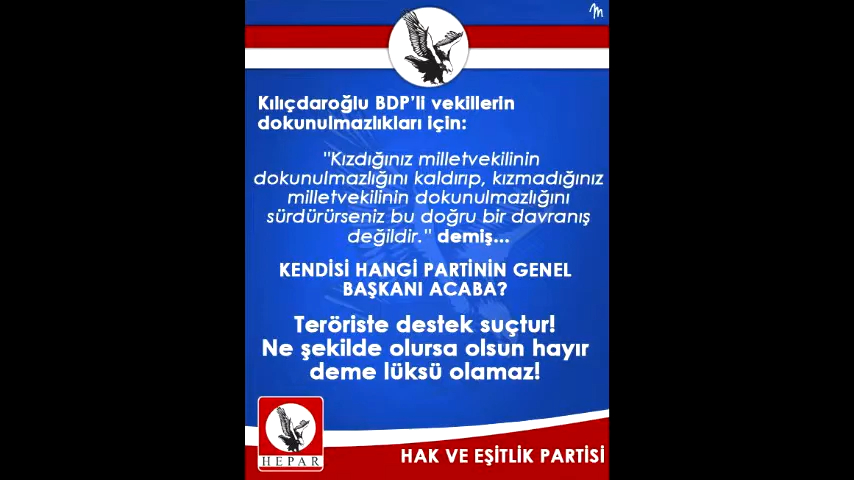 Kılıçdaroğlu BDP'li vekillerin
dokunulmazlıkları için:
"Kızdığınız milletvekilinin
dokunulmazlığını kaldırıp, kızmadığınız
milletvekilinin dokunulmazlığını
sürdürürseniz bu doğru bir davranış
değildir." demiş...
KENDİSİ HANGİ PARTİNİN GENEL
BAŞKANI ACABA?
Teröriste destek suçtur!
Ne şekilde olursa olsun hayır
deme lüksü olamaz!
HEPAR
HAK VE EŞİTLİK PARTİSİ